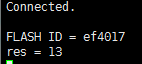 Connected.
FLASH ID = ef4017
res = 13